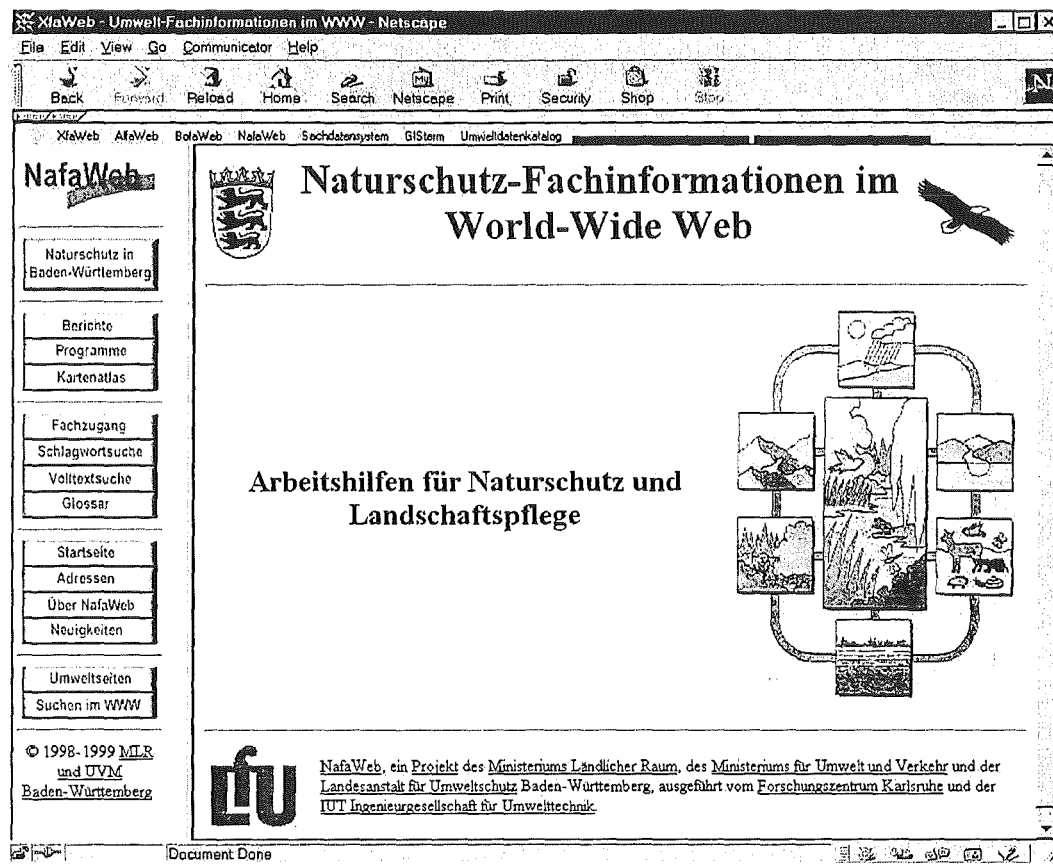 XfaWeb - Umwelt-Fachinformationen im WWW - Netscape
File Edit View Go Communicator Help
Back Forward Reload Home Search Netscape Print Security Shop Stop
XfaWeb AlfaWeb BofaWeb NafaWeb Sachdatensystem GISterm Umweltdatenkatalog
NafaWeb
Naturschutz in
Baden-Württemberg
Berichte
Programme
Kartenatlas
Fachzugang
Schlagwortsuche
Volltextsuche
Glossar
Startseite
Adressen
Über NafaWeb
Neuigkeiten
Umweltseiten
Suchen im WWW
© 1998-1999 MLR
und UVM
Baden-Württemberg
Naturschutz-Fachinformationen im
World-Wide Web
Arbeitshilfen für Naturschutz und
Landschaftspflege
LfU
NafaWeb, ein Projekt des Ministeriums Ländlicher Raum, des Ministeriums für Umwelt und Verkehr und der
Landesanstalt für Umweltschutz Baden-Württemberg, ausgeführt vom Forschungszentrum Karlsruhe und der
IUT Ingenieurgesellschaft für Umwelttechnik.
Document Done